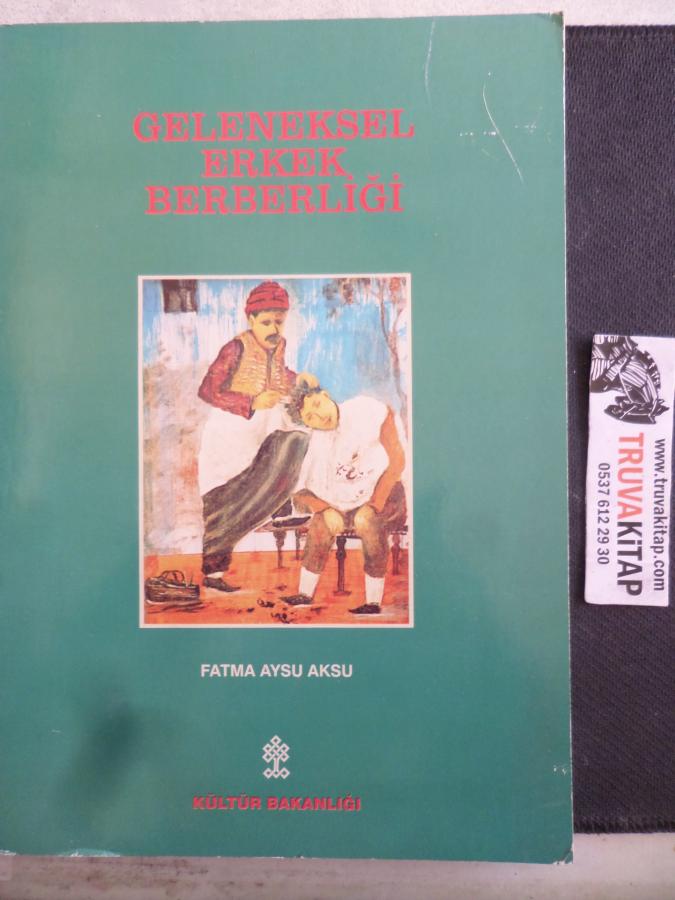 GELENEKSEL
ERKEK
BERBERLİĞİ
FATMA AYSU AKSU
KÜLTÜR BAKANLIĞI
www.truvakitap.com
TRUVAKİTAP
0537 612 29 30